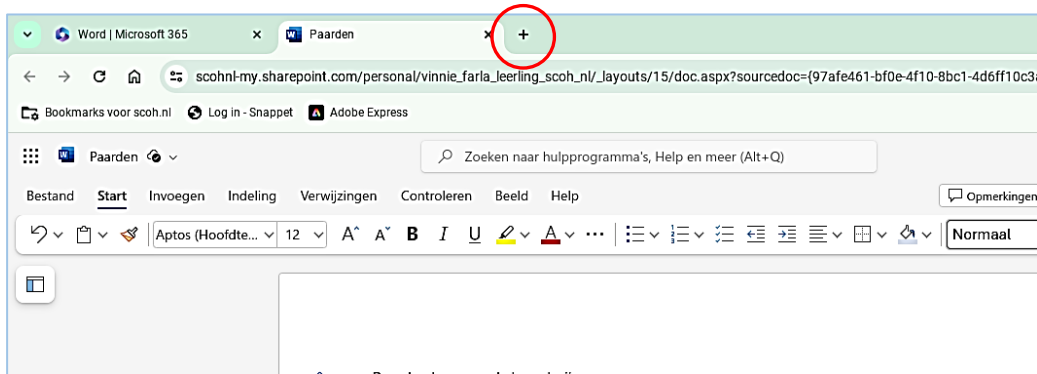 Word | Microsoft 365 Paarden
scohnl-my.sharepoint.com/personal/vinnie_farla_leerling_scoh_nl/_layouts/15/doc.aspx?sourcedoc={97afe461-bf0e-4f10-8bc1-4d6ff10c3
Bookmarks voor scoh.nl Log in - Snappet Adobe Express
Paarden Zoeken naar hulpprogramma's, Help en meer (Alt+Q)
Bestand Start Invoegen Indeling Verwijzingen Controleren Beeld Help Opmerkingen
Aptos (Hoofdte... 12 A A B I U A ... Normaal